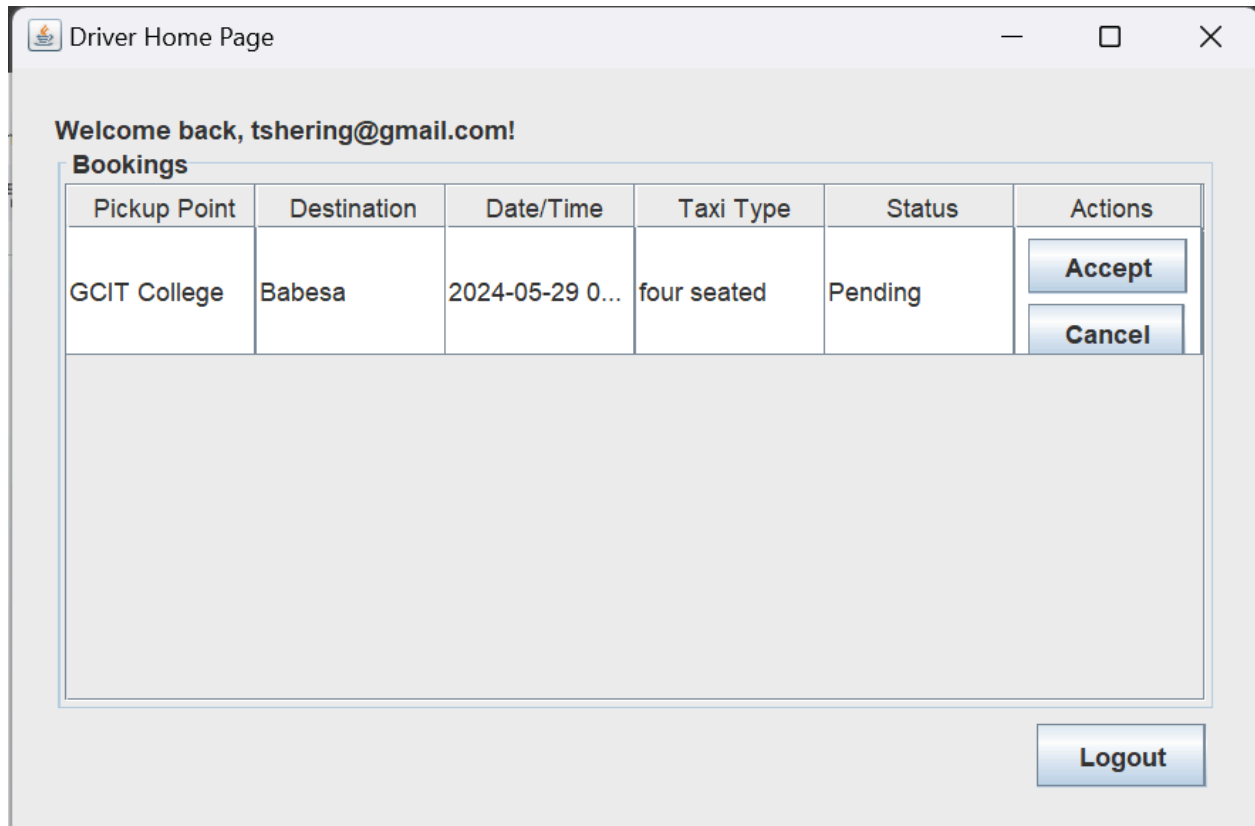 Driver Home Page
Welcome back, tshering@gmail.com!
Bookings
Pickup Point Destination Date/Time Taxi Type Status Actions
GCIT College Babesa 2024-05-29 0... four seated Pending Accept
Cancel
Logout